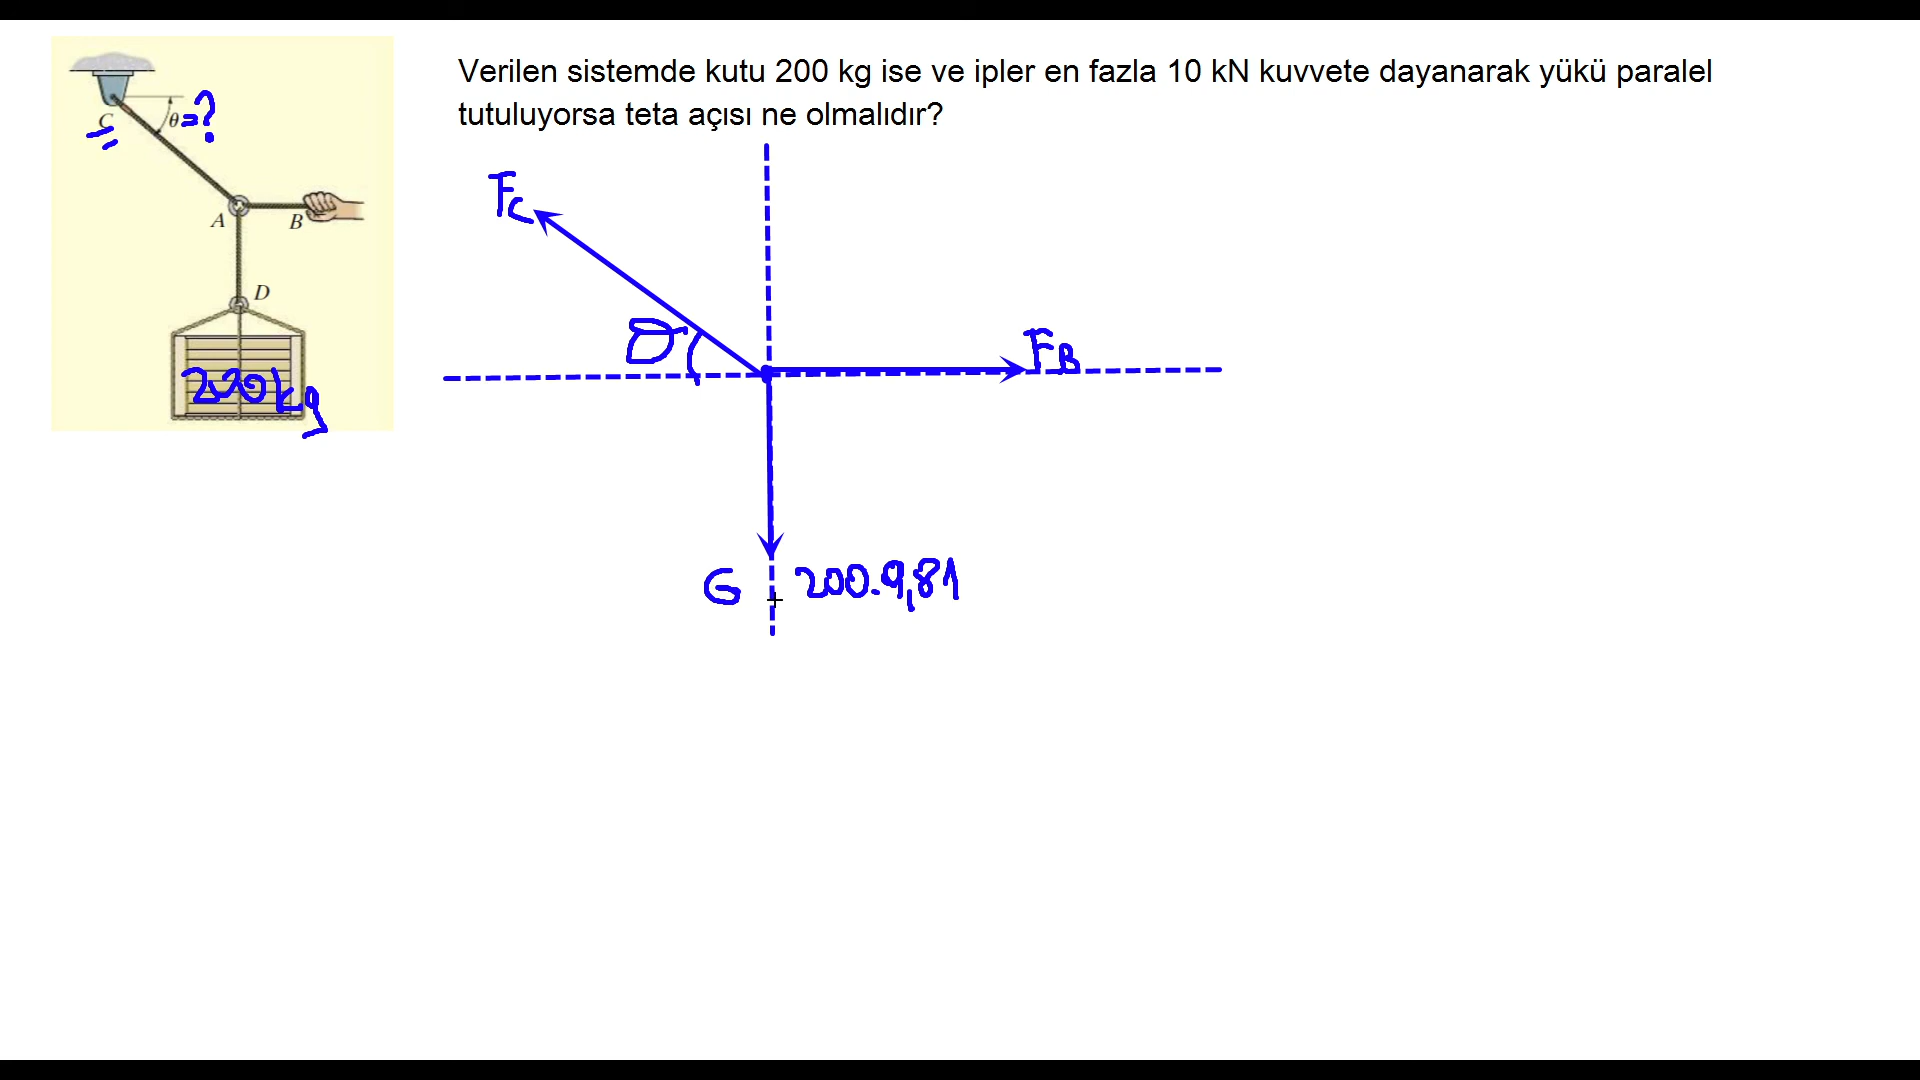 Verilen sistemde kutu 200 kg ise ve ipler en fazla 10 kN kuvvete dayanarak yükü paralel
tutuluyorsa teta açısı ne olmalıdır?
C
θ=?
A
B
D
200kg
Fc
θ
FB
G
200.9,81